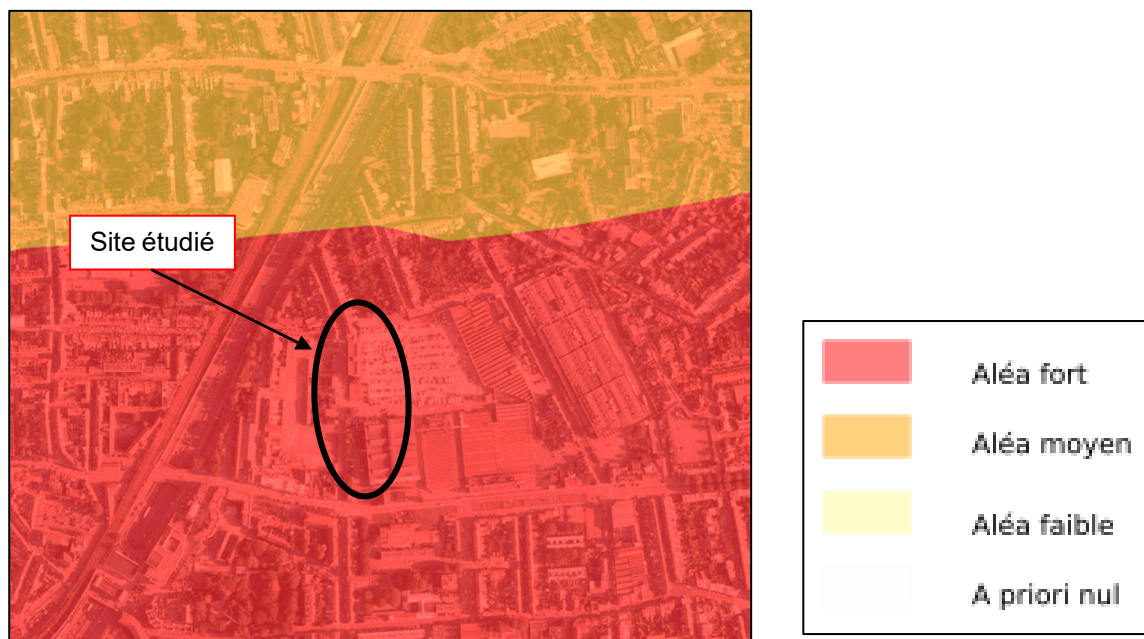 Site étudié
Aléa fort
Aléa moyen
Aléa faible
A priori nul